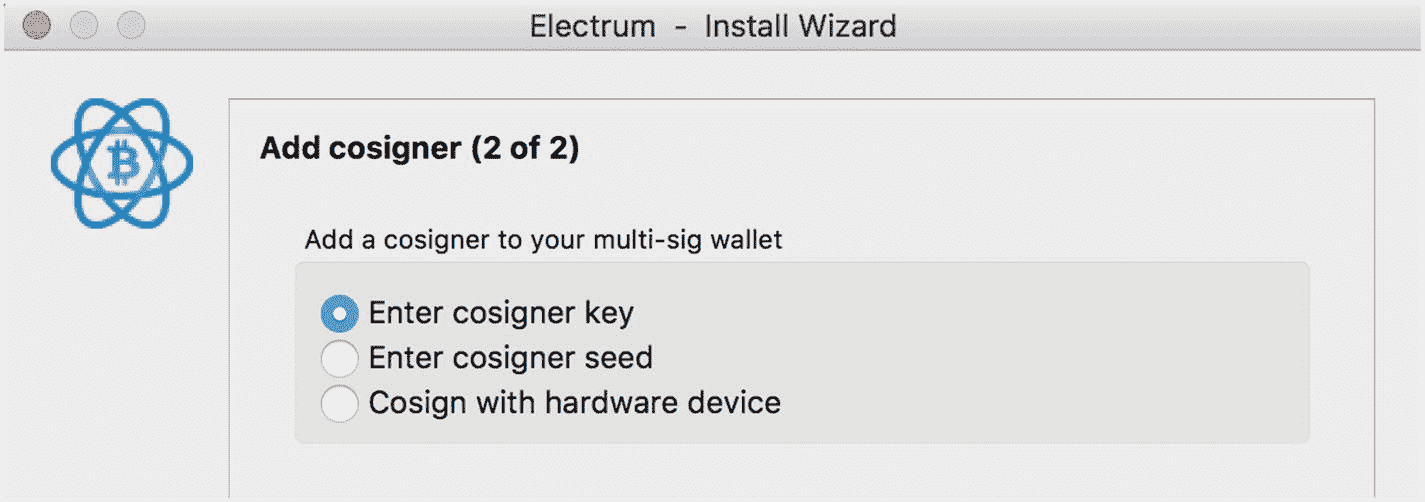 Electrum - Install Wizard
Add cosigner (2 of 2)
Add a cosigner to your multi-sig wallet
Enter cosigner key
Enter cosigner seed
Cosign with hardware device